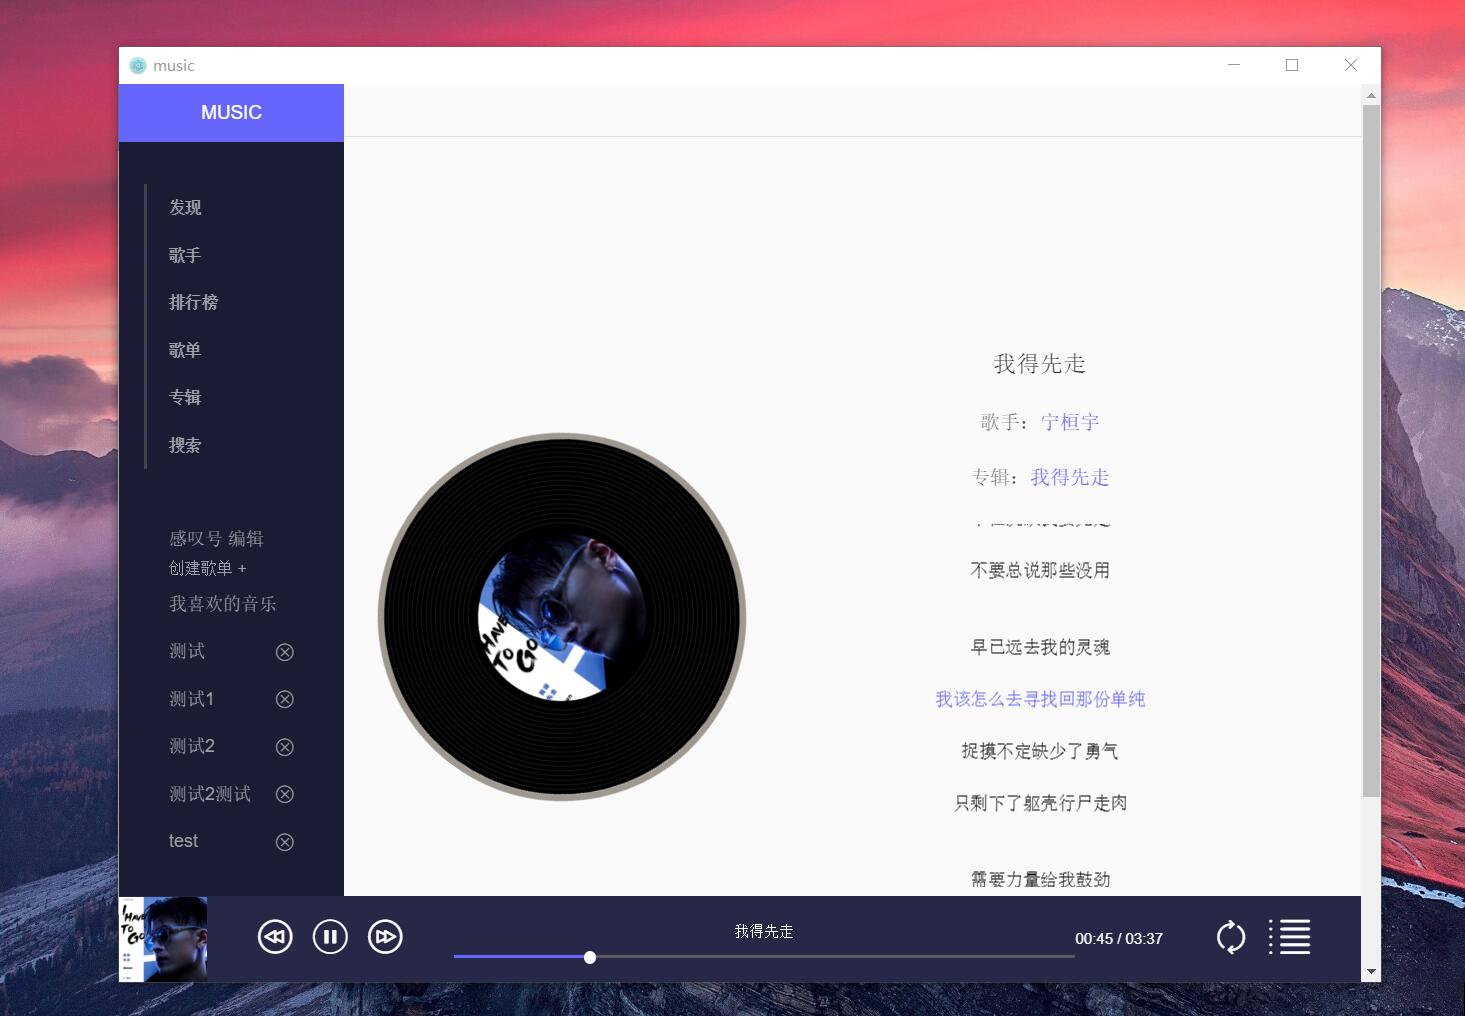 music
MUSIC
发现
歌手
排行榜
歌单
专辑
搜索
感叹号 编辑
创建歌单 +
我喜欢的音乐
测试
测试1
测试2
测试2测试
test
我得先走
歌手：宁桓宇
专辑：我得先走
不要总说那些没用
早已远去我的灵魂
我该怎么去寻找回那份单纯
捉摸不定缺少了勇气
只剩下了躯壳行尸走肉
需要力量给我鼓劲
I HAVE
TO GO
HAVE
TO GO
我得先走
00:45 / 03:37